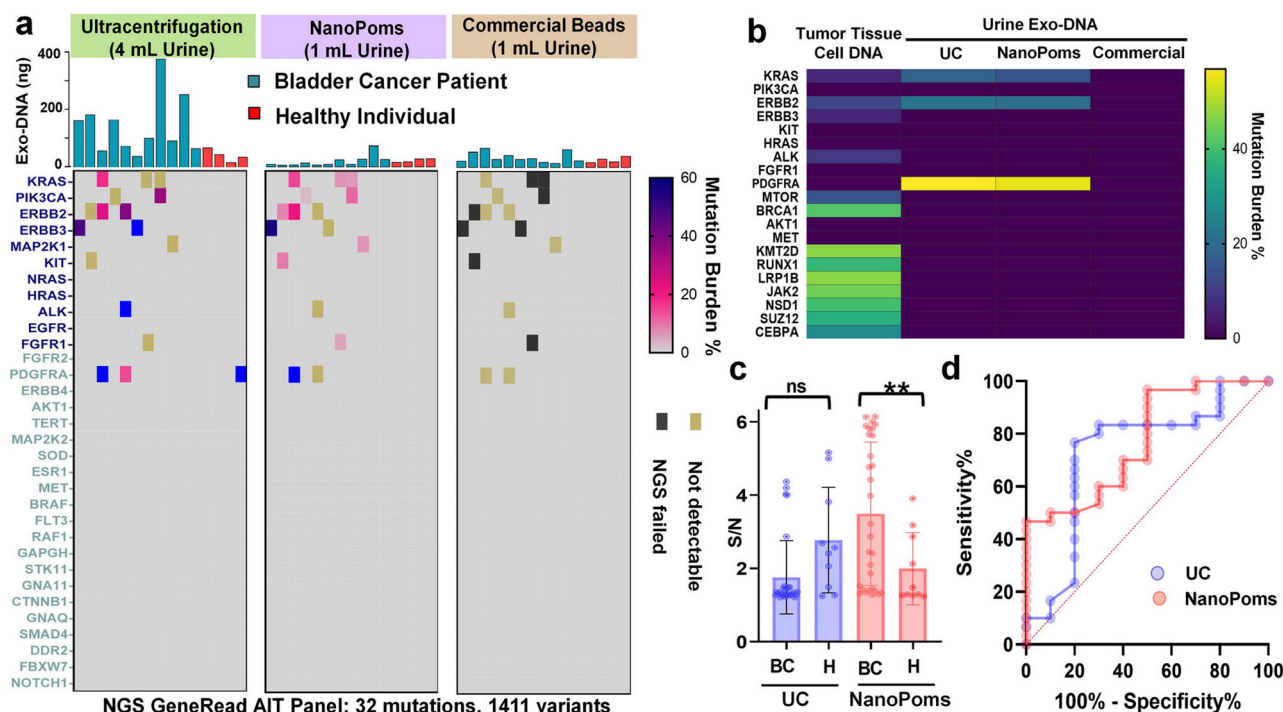 a
Ultracentrifugation
(4 mL Urine)
NanoPoms
(1 mL Urine)
Commercial Beads
(1 mL Urine)
Exo-DNA (ng)
400
200
0
Bladder Cancer Patient
Healthy Individual
KRAS
PIK3CA
ERBB2
ERBB3
MAP2K1
KIT
NRAS
HRAS
ALK
EGFR
FGFR1
FGFR2
PDGFRA
ERBB4
AKT1
TERT
MAP2K2
SOD
ESR1
MET
BRAF
FLT3
RAF1
GAPGH
STK11
GNA11
CTNNB1
GNAQ
SMAD4
DDR2
FBXW7
NOTCH1
60
40
20
0
Mutation Burden %
NGS failed
Not detectable
NGS GeneRead AIT Panel: 32 mutations, 1411 variants
b
Tumor Tissue
Cell DNA
Urine Exo-DNA
UC
NanoPoms
Commercial
KRAS
PIK3CA
ERBB2
ERBB3
KIT
HRAS
ALK
FGFR1
PDGFRA
MTOR
BRCA1
AKT1
MET
KMT2D
RUNX1
LRP1B
JAK2
NSD1
SUZ12
CEBPA
40
20
0
Mutation Burden %
c
ns
**
S/N
6
4
2
0
BC
H
BC
H
UC
NanoPoms
d
Sensitivity%
100
80
60
40
20
0
UC
NanoPoms
0
20
40
60
80
100
100% - Specificity%